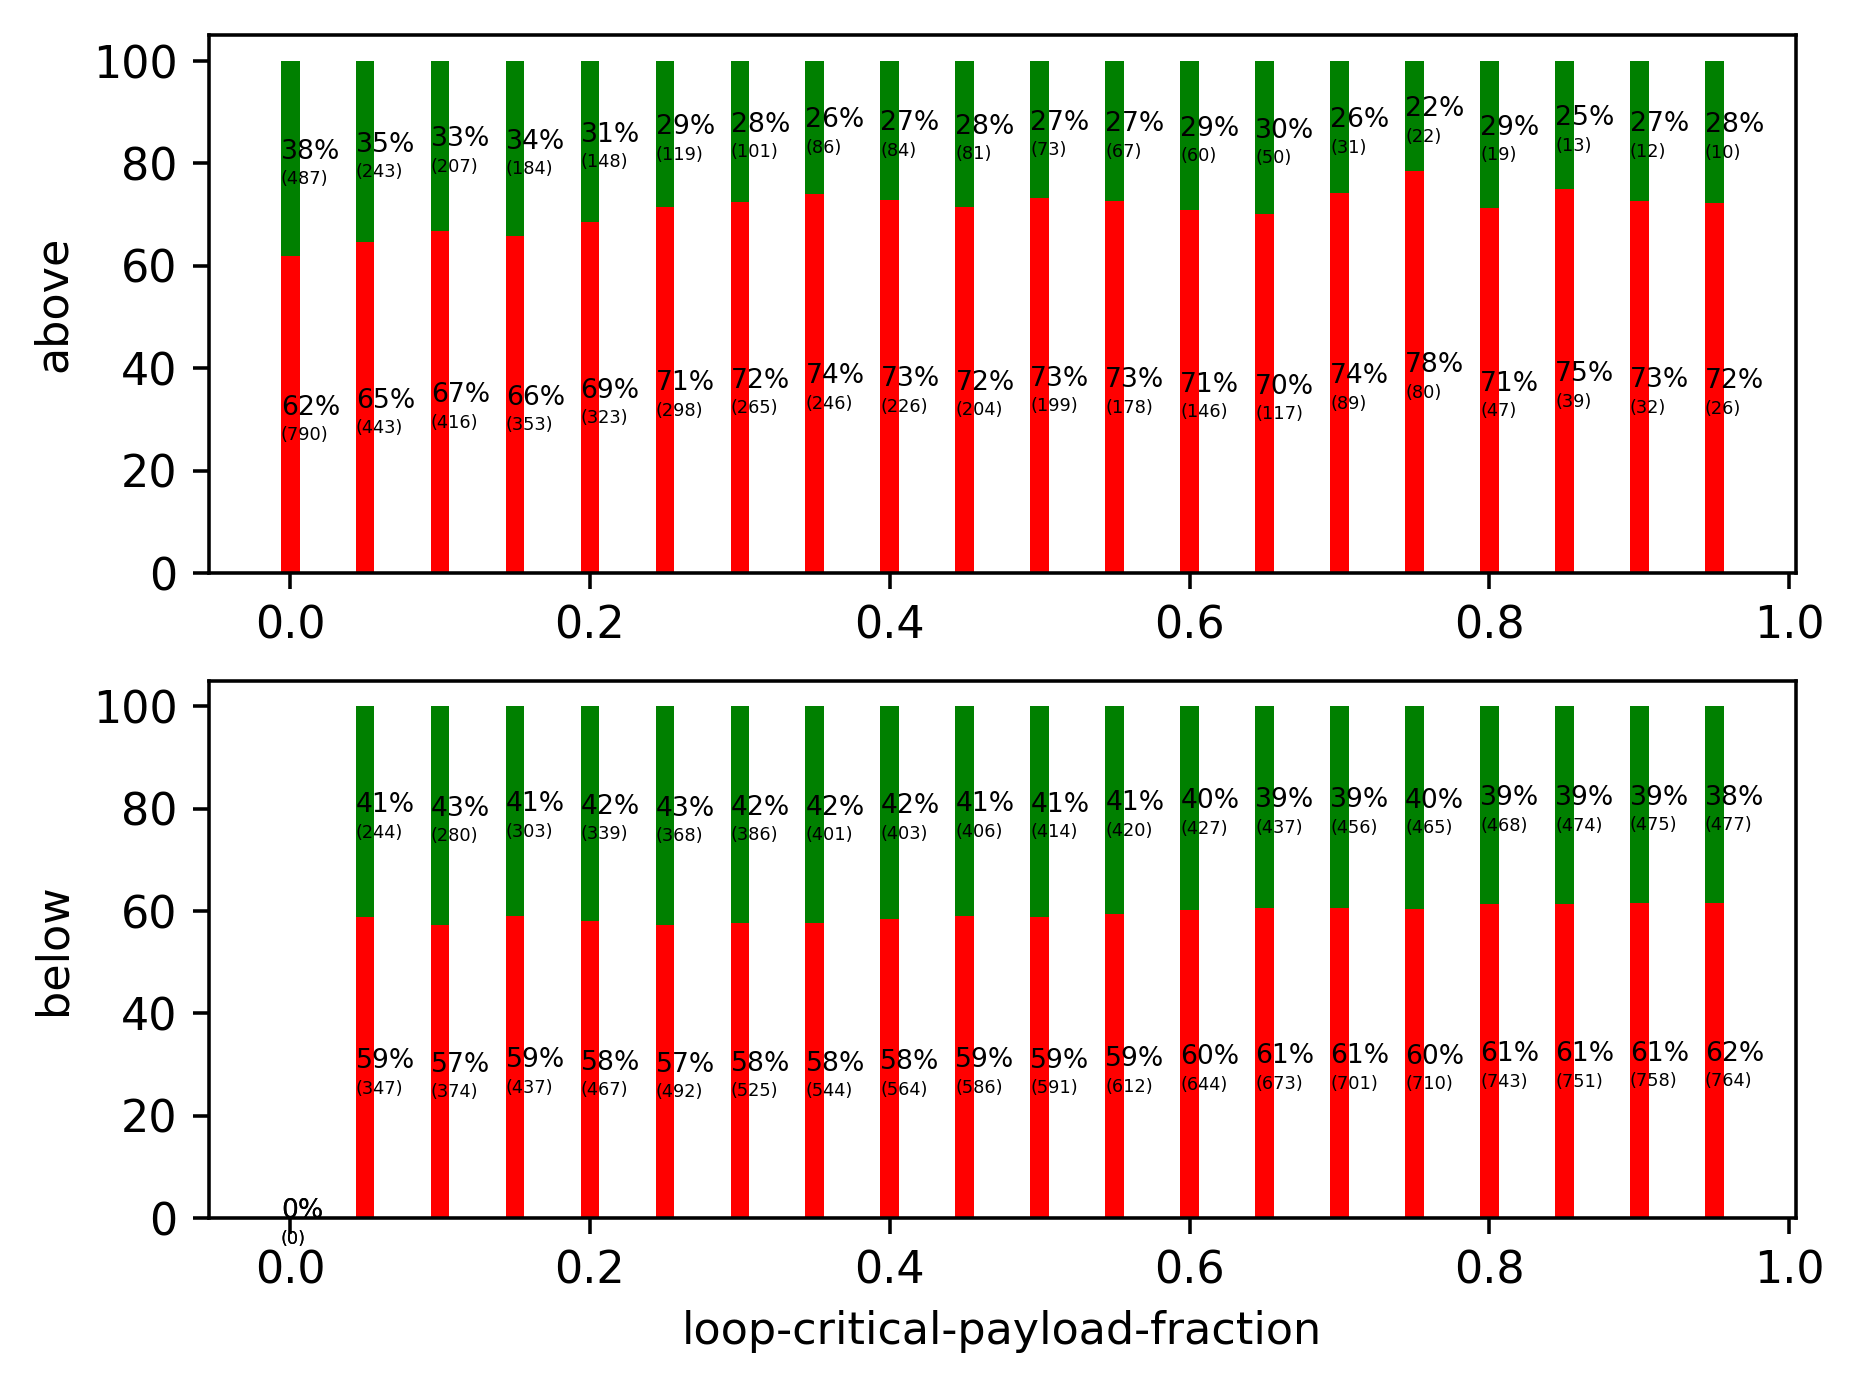 100
80
60
40
20
0
above
38% 35% 33% 34% 31% 29% 28% 26% 27% 28% 27% 27% 29% 30% 26% 22% 29% 25% 27% 28%
(487) (243) (207) (184) (148) (119) (101) (86) (84) (81) (73) (67) (60) (50) (31) (22) (19) (13) (12) (10)
62% 65% 67% 66% 69% 71% 72% 74% 73% 72% 73% 73% 71% 70% 74% 78% 71% 75% 73% 72%
(790) (443) (416) (353) (323) (298) (265) (246) (226) (204) (199) (178) (146) (117) (89) (80) (47) (39) (32) (26)
0.0 0.2 0.4 0.6 0.8 1.0
100
80
60
40
20
0
below
41% 43% 41% 42% 43% 42% 42% 42% 41% 41% 41% 40% 39% 39% 40% 39% 39% 39% 38%
(244) (280) (303) (339) (368) (386) (401) (403) (406) (414) (420) (427) (437) (456) (465) (468) (474) (475) (477)
59% 57% 59% 58% 57% 58% 58% 58% 59% 59% 59% 60% 61% 61% 60% 61% 61% 61% 62%
(347) (374) (437) (467) (492) (525) (544) (564) (586) (591) (612) (644) (673) (701) (710) (743) (751) (758) (764)
0%
(0)
0.0 0.2 0.4 0.6 0.8 1.0
loop-critical-payload-fraction